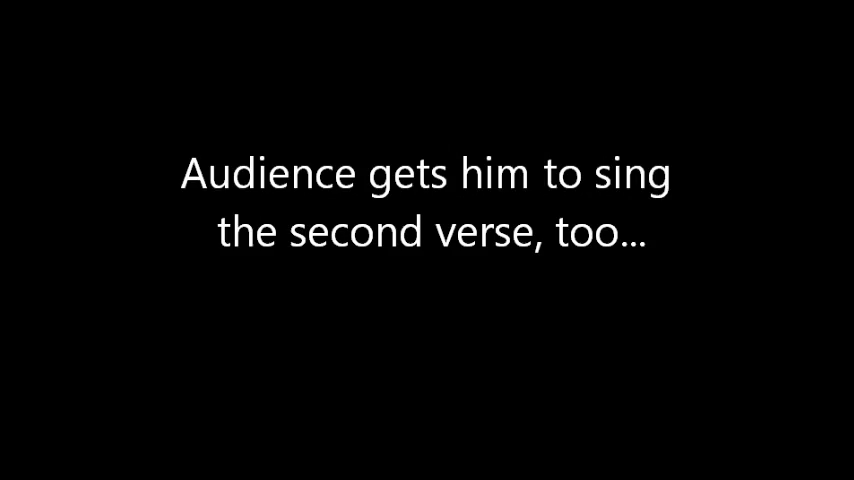 Audience gets him to sing
the second verse, too...